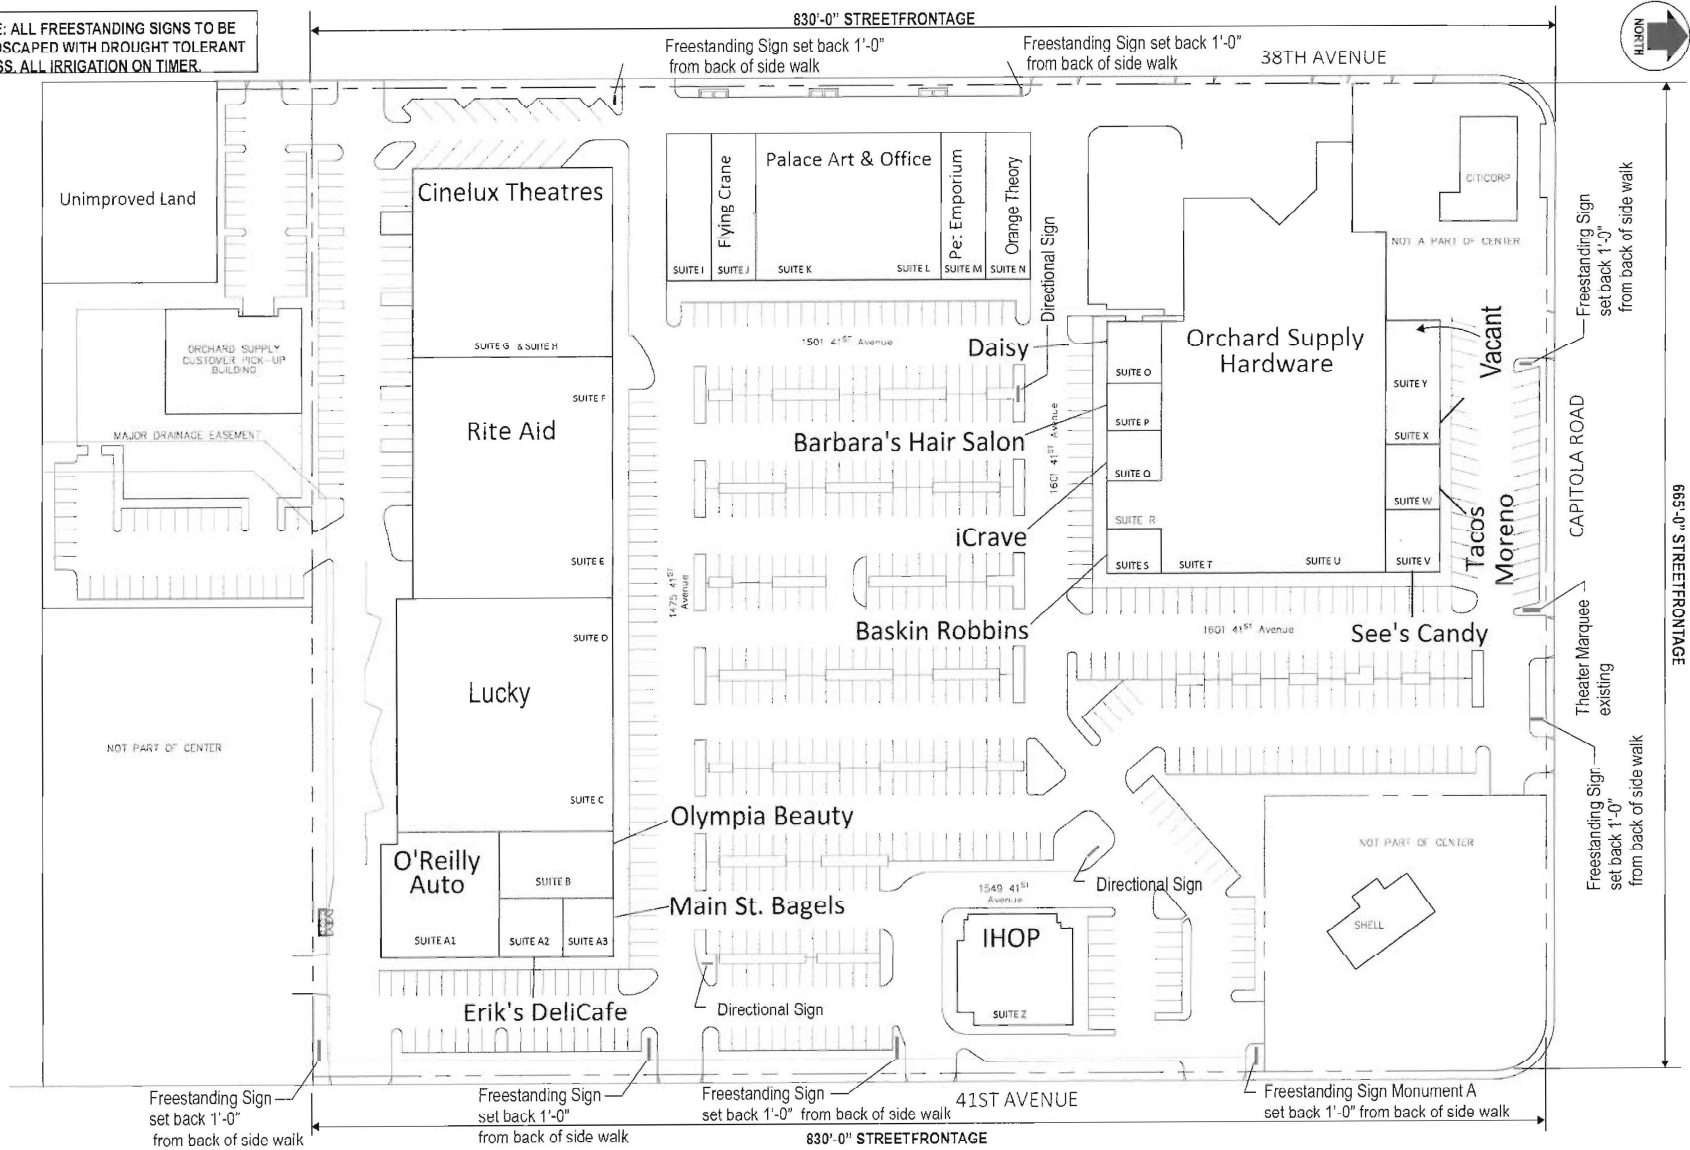 830'-0" STREETFRONTAGE
E: ALL FREESTANDING SIGNS TO BE
DSCAPED WITH DROUGHT TOLERANT
SS. ALL IRRIGATION ON TIMER.
Freestanding Sign set back 1'-0"
from back of side walk
Freestanding Sign set back 1'-0"
from back of side walk
38TH AVENUE
NORTH
Unimproved Land
Cinelux Theatres
SUITE G & SUITE H
Flying Crane
Palace Art & Office
Pet Emporium
Orange Theory
SUITE I
SUITE J
SUITE K
SUITE L
SUITE M
SUITE N
Directional Sign
CITICORP
NOT A PART OF CENTER
Freestanding Sign
set back 1'-0"
from back of side walk
ORCHARD SUPPLY
CUSTOMER PICK-UP
BUILDING
MAJOR DRAINAGE EASEMENT
SUITE F
Rite Aid
SUITE E
1501 41ST Avenue
Daisy
Barbara's Hair Salon
iCrave
Baskin Robbins
1601 41ST Avenue
Orchard Supply
Hardware
SUITE O
SUITE P
SUITE Q
SUITE R
SUITE S
SUITE T
SUITE U
SUITE V
SUITE W
SUITE X
SUITE Y
Vacant
Tacos
Moreno
CAPITOLA ROAD
665'-0" STREETFRONTAGE
1475 41ST
Avenue
1601 41ST Avenue
See's Candy
Theater Marquee
existing
Freestanding Sign
set back 1'-0"
from back of side walk
SUITE D
Lucky
SUITE C
NOT PART OF CENTER
Olympia Beauty
O'Reilly
Auto
SUITE B
Main St. Bagels
SUITE A1
SUITE A2
SUITE A3
Erik's DeliCafe
Directional Sign
1549 41ST
Avenue
Directional Sign
IHOP
SUITE Z
NOT PART OF CENTER
SHELL
Freestanding Sign
set back 1'-0"
from back of side walk
Freestanding Sign
set back 1'-0"
from back of side walk
Freestanding Sign
set back 1'-0" from back of side walk
41ST AVENUE
Freestanding Sign Monument A
set back 1'-0" from back of side walk
830'-0" STREETFRONTAGE